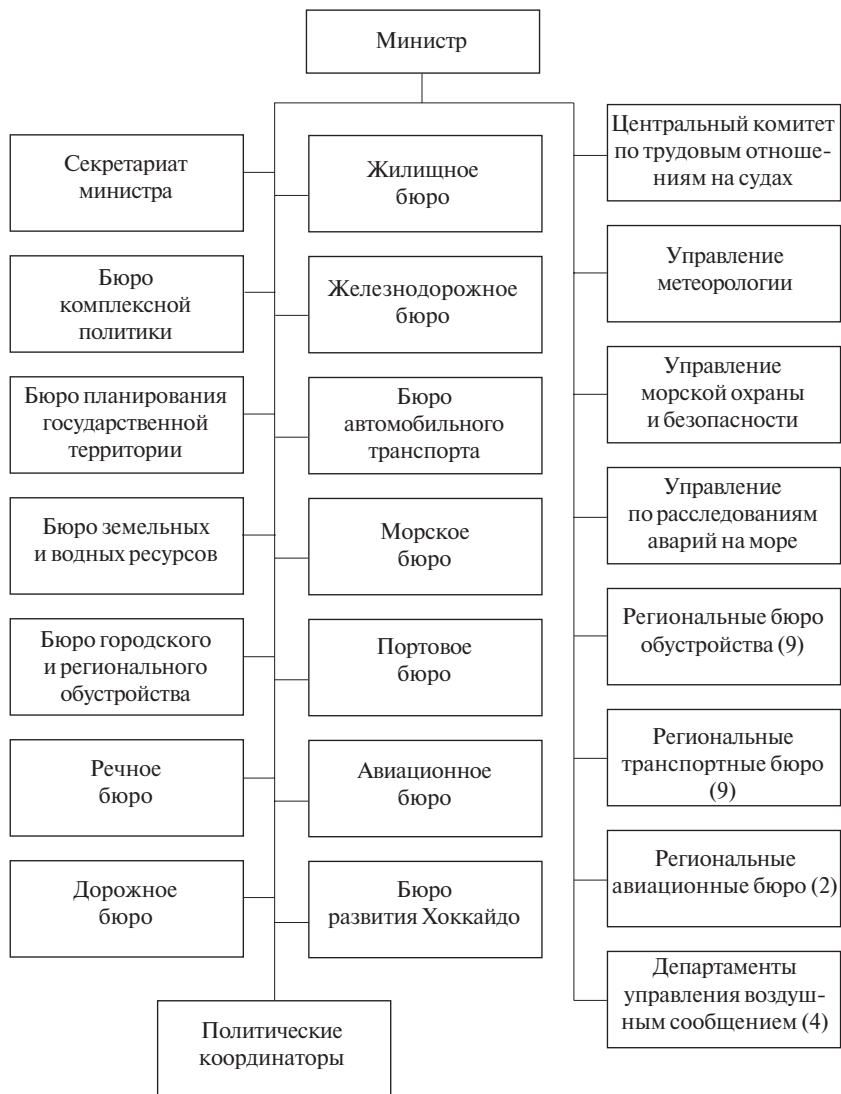 Министр
Секретариат
министра
Бюро
комплексной
политики
Бюро планирования
государственной
территории
Бюро земельных
и водных ресурсов
Бюро городского
и регионального
обустройства
Речное
бюро
Дорожное
бюро
Жилищное
бюро
Железнодорожное
бюро
Бюро
автомобильного
транспорта
Морское
бюро
Портовое
бюро
Авиационное
бюро
Бюро
развития Хоккайдо
Политические
координаторы
Центральный комитет
по трудовым отноше-
ниям на судах
Управление
метеорологии
Управление
морской охраны
и безопасности
Управление
по расследованиям
аварий на море
Региональные бюро
обустройства (9)
Региональные
транспортные бюро
(9)
Региональные
авиационные бюро (2)
Департаменты
управления воздуш-
ным сообщением (4)